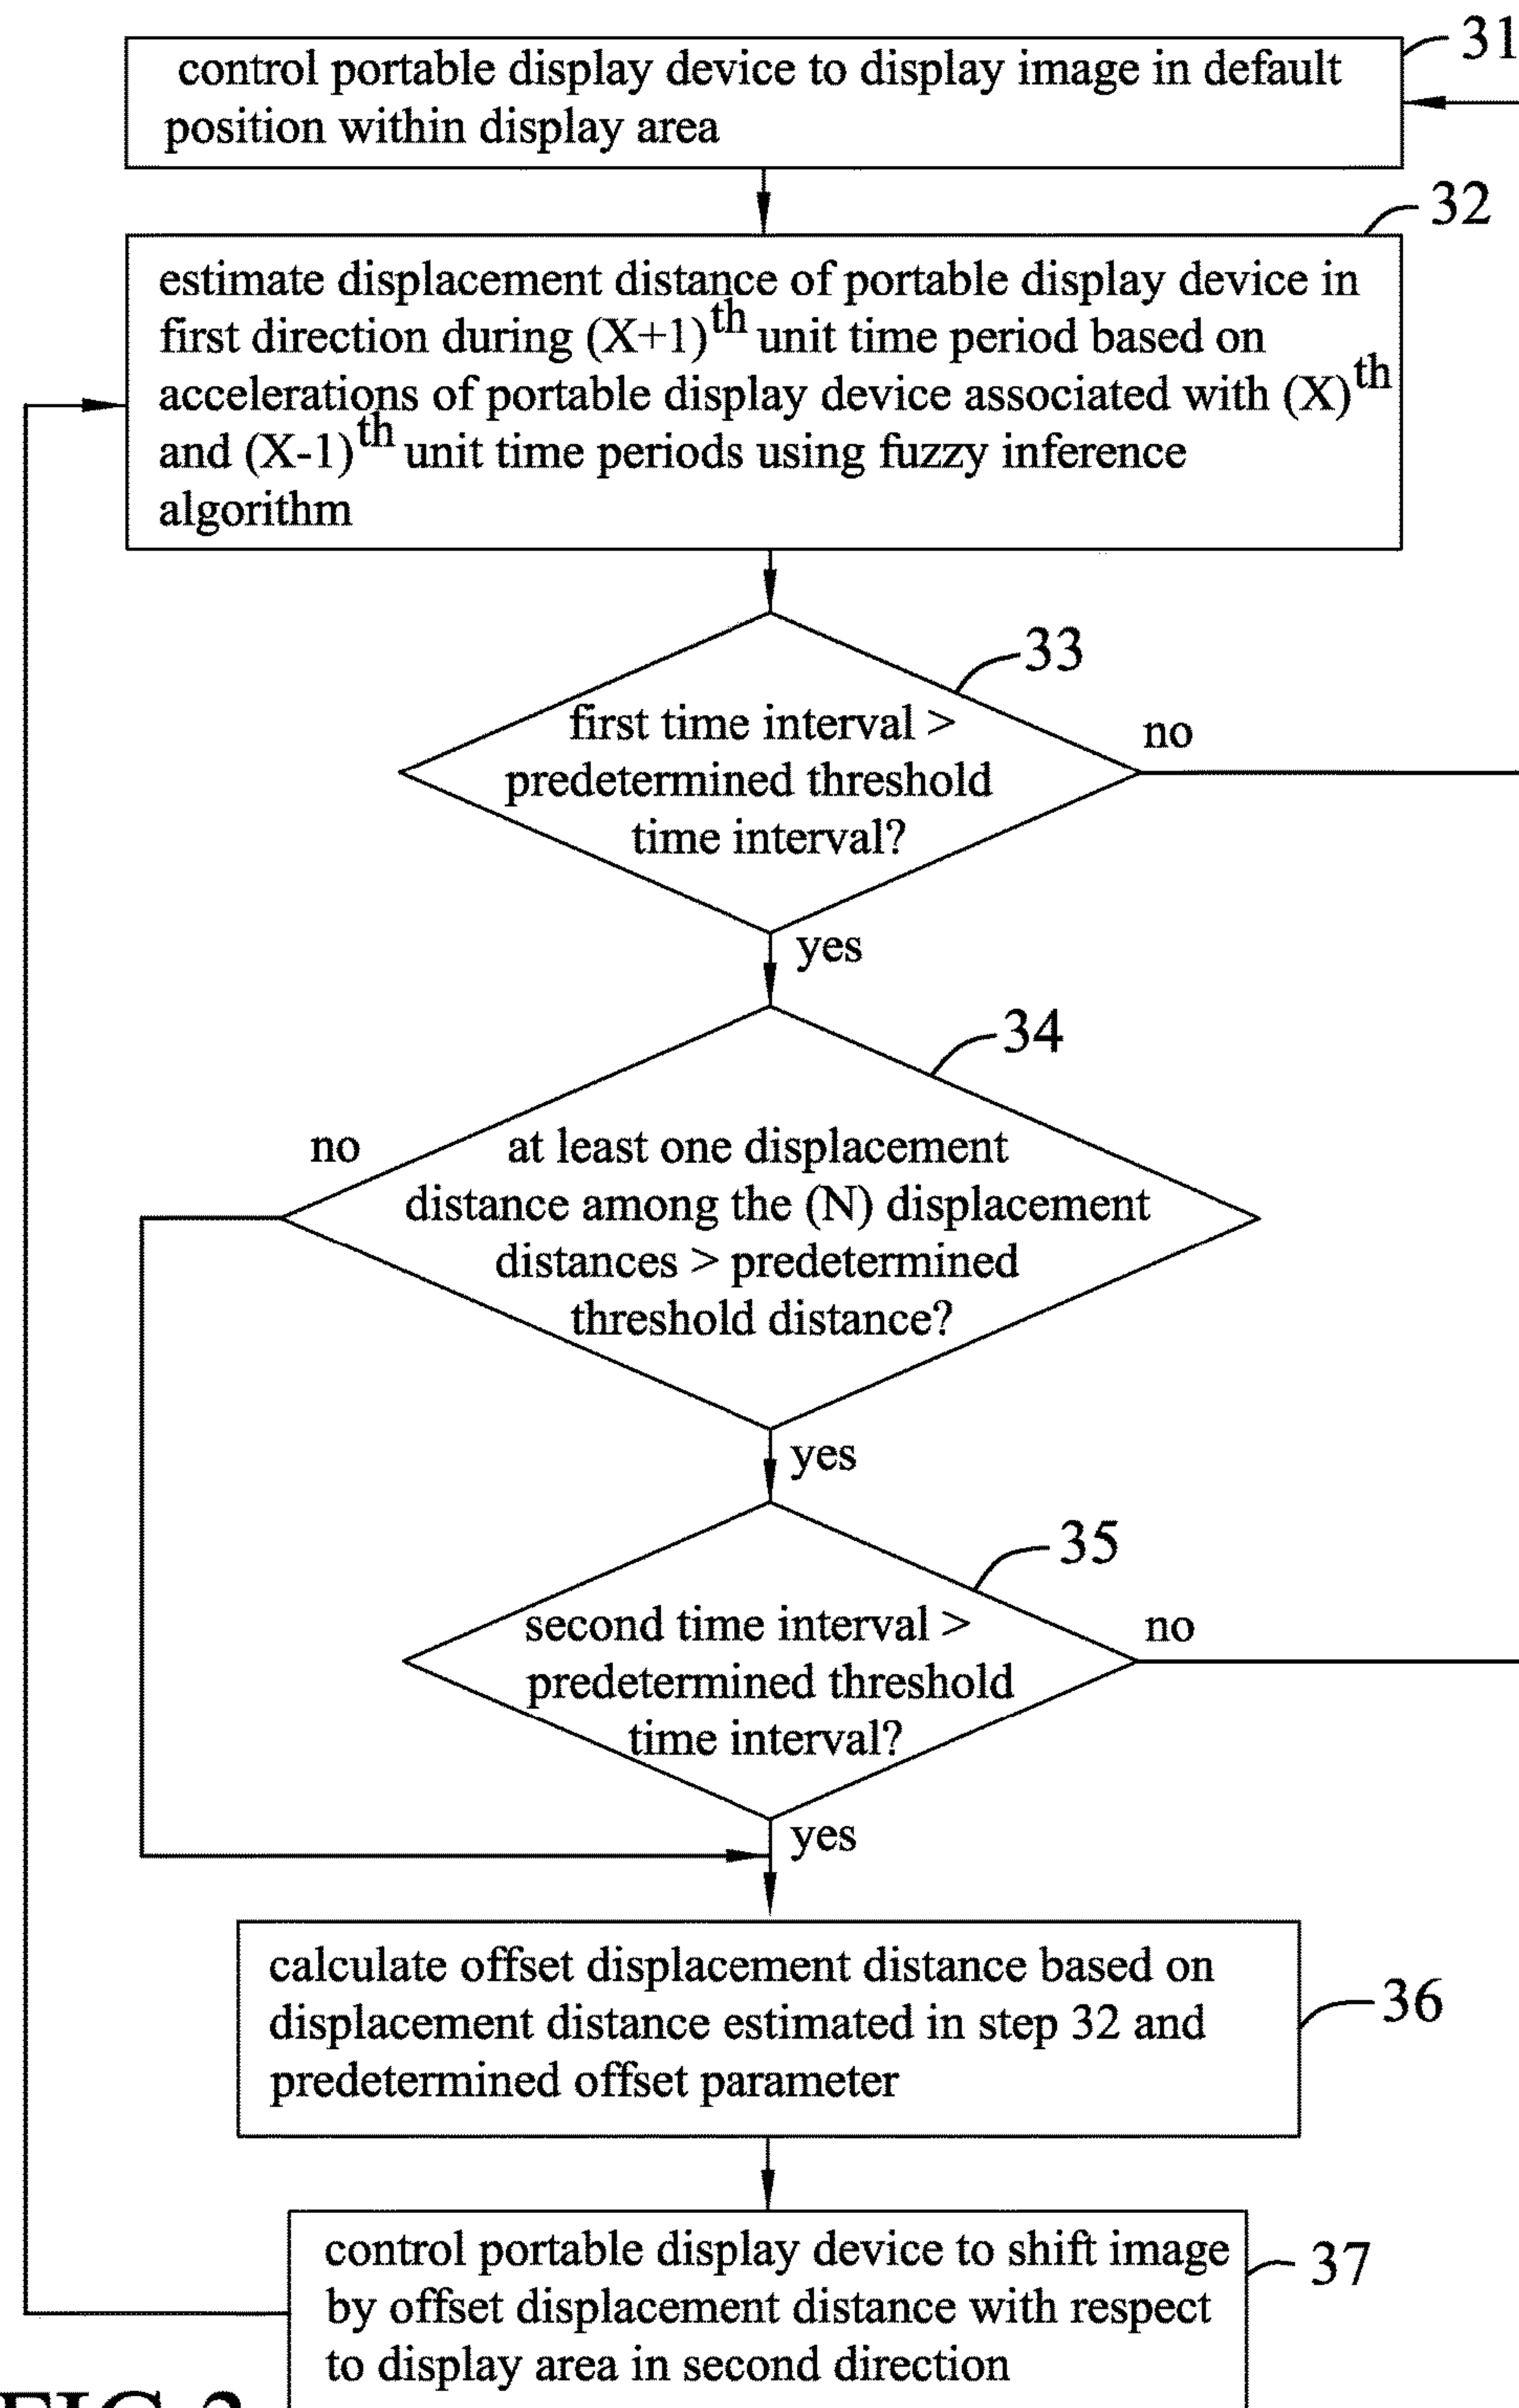 31
control portable display device to display image in default
position within display area
32
estimate displacement distance of portable display device in
first direction during (X+1)th unit time period based on
accelerations of portable display device associated with (X)th
and (X-1)th unit time periods using fuzzy inference
algorithm
33
first time interval >
predetermined threshold
time interval?
no
yes
34
no
at least one displacement
distance among the (N) displacement
distances > predetermined
threshold distance?
yes
35
second time interval >
predetermined threshold
time interval?
no
yes
calculate offset displacement distance based on
displacement distance estimated in step 32 and
predetermined offset parameter
36
control portable display device to shift image
by offset displacement distance with respect
to display area in second direction
37